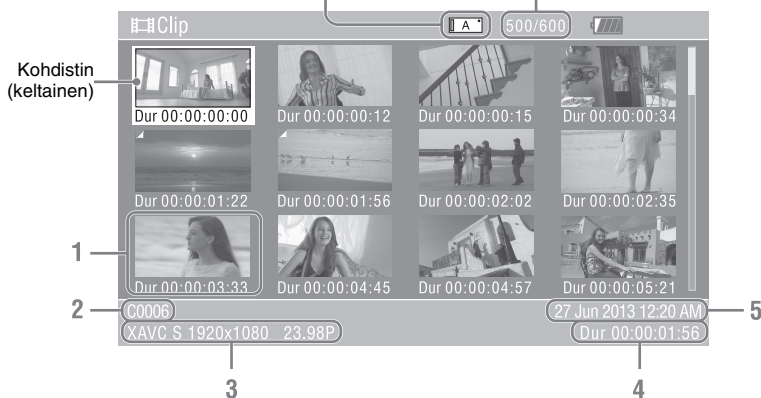 Clip A 500/600
Kohdistin
(keltainen)
Dur 00:00:00:00 Dur 00:00:00:12 Dur 00:00:00:15 Dur 00:00:00:34
Dur 00:00:01:22 Dur 00:00:01:56 Dur 00:00:02:02 Dur 00:00:02:35
1
Dur 00:00:03:33 Dur 00:00:04:45 Dur 00:00:04:57 Dur 00:00:05:21
2 C0006 27 Jun 2013 12:20 AM 5
XAVC S 1920x1080 23.98P Dur 00:00:01:56
3 4